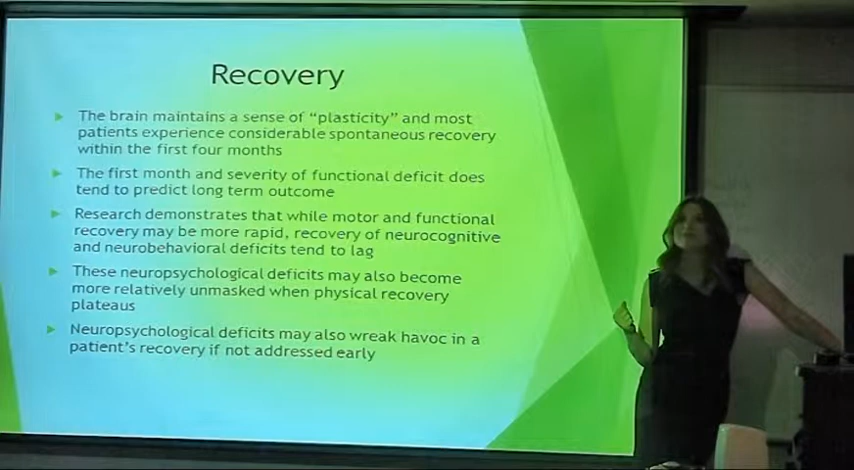 Recovery
The brain maintains a sense of “plasticity” and most
patients experience considerable spontaneous recovery
within the first four months
The first month and severity of functional deficit does
tend to predict long term outcome
Research demonstrates that while motor and functional
recovery may be more rapid, recovery of neurocognitive
and neurobehavioral deficits tend to lag
These neuropsychological deficits may also become
more relatively unmasked when physical recovery
plateaus
Neuropsychological deficits may also wreak havoc in a
patient’s recovery if not addressed early